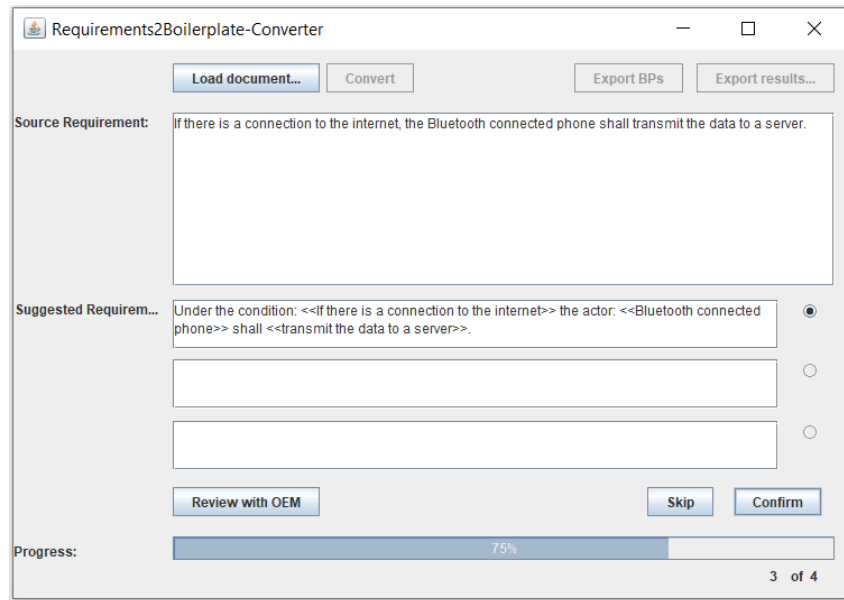 Requirements2Boilerplate-Converter
Load document... Convert Export BPs Export results...
Source Requirement: If there is a connection to the internet, the Bluetooth connected phone shall transmit the data to a server.
Suggested Requirem... Under the condition: <<If there is a connection to the internet>> the actor: <<Bluetooth connected
phone>> shall <<transmit the data to a server>>.
Review with OEM Skip Confirm
Progress: 75%
3 of 4